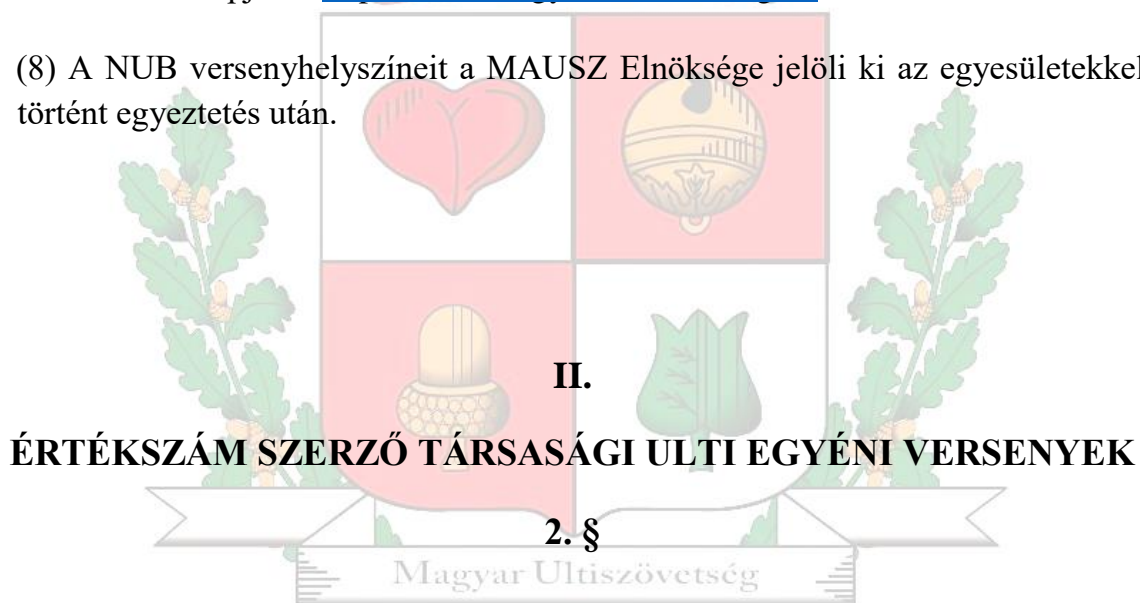 (8) A NUB versenyhelyszíneit a MAUSZ Elnöksége jelöli ki az egyesületekkel
történt egyeztetés után.
II.
ÉRTÉKSZÁM SZERZŐ TÁRSASÁGI ULTI EGYÉNI VERSENYEK
2. §
Magyar Ultiszövetség